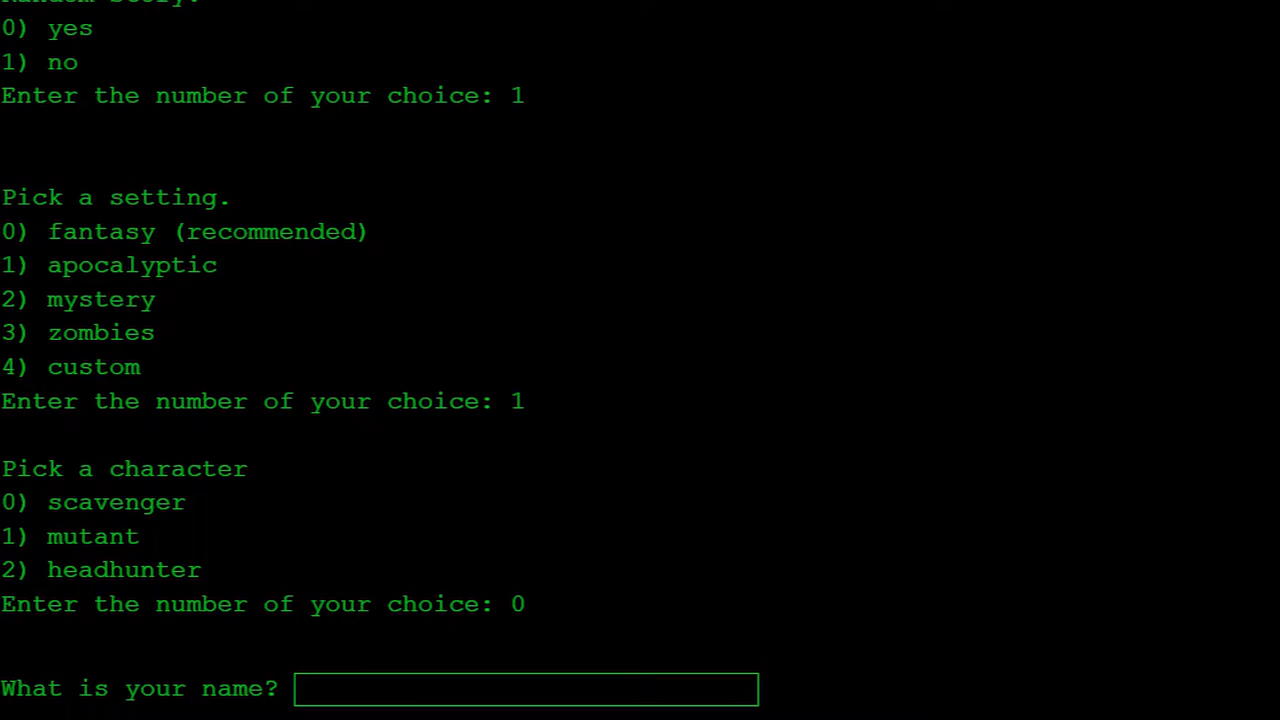 0) yes
1) no
Enter the number of your choice: 1
Pick a setting.
0) fantasy (recommended)
1) apocalyptic
2) mystery
3) zombies
4) custom
Enter the number of your choice: 1
Pick a character
0) scavenger
1) mutant
2) headhunter
Enter the number of your choice: 0
What is your name?